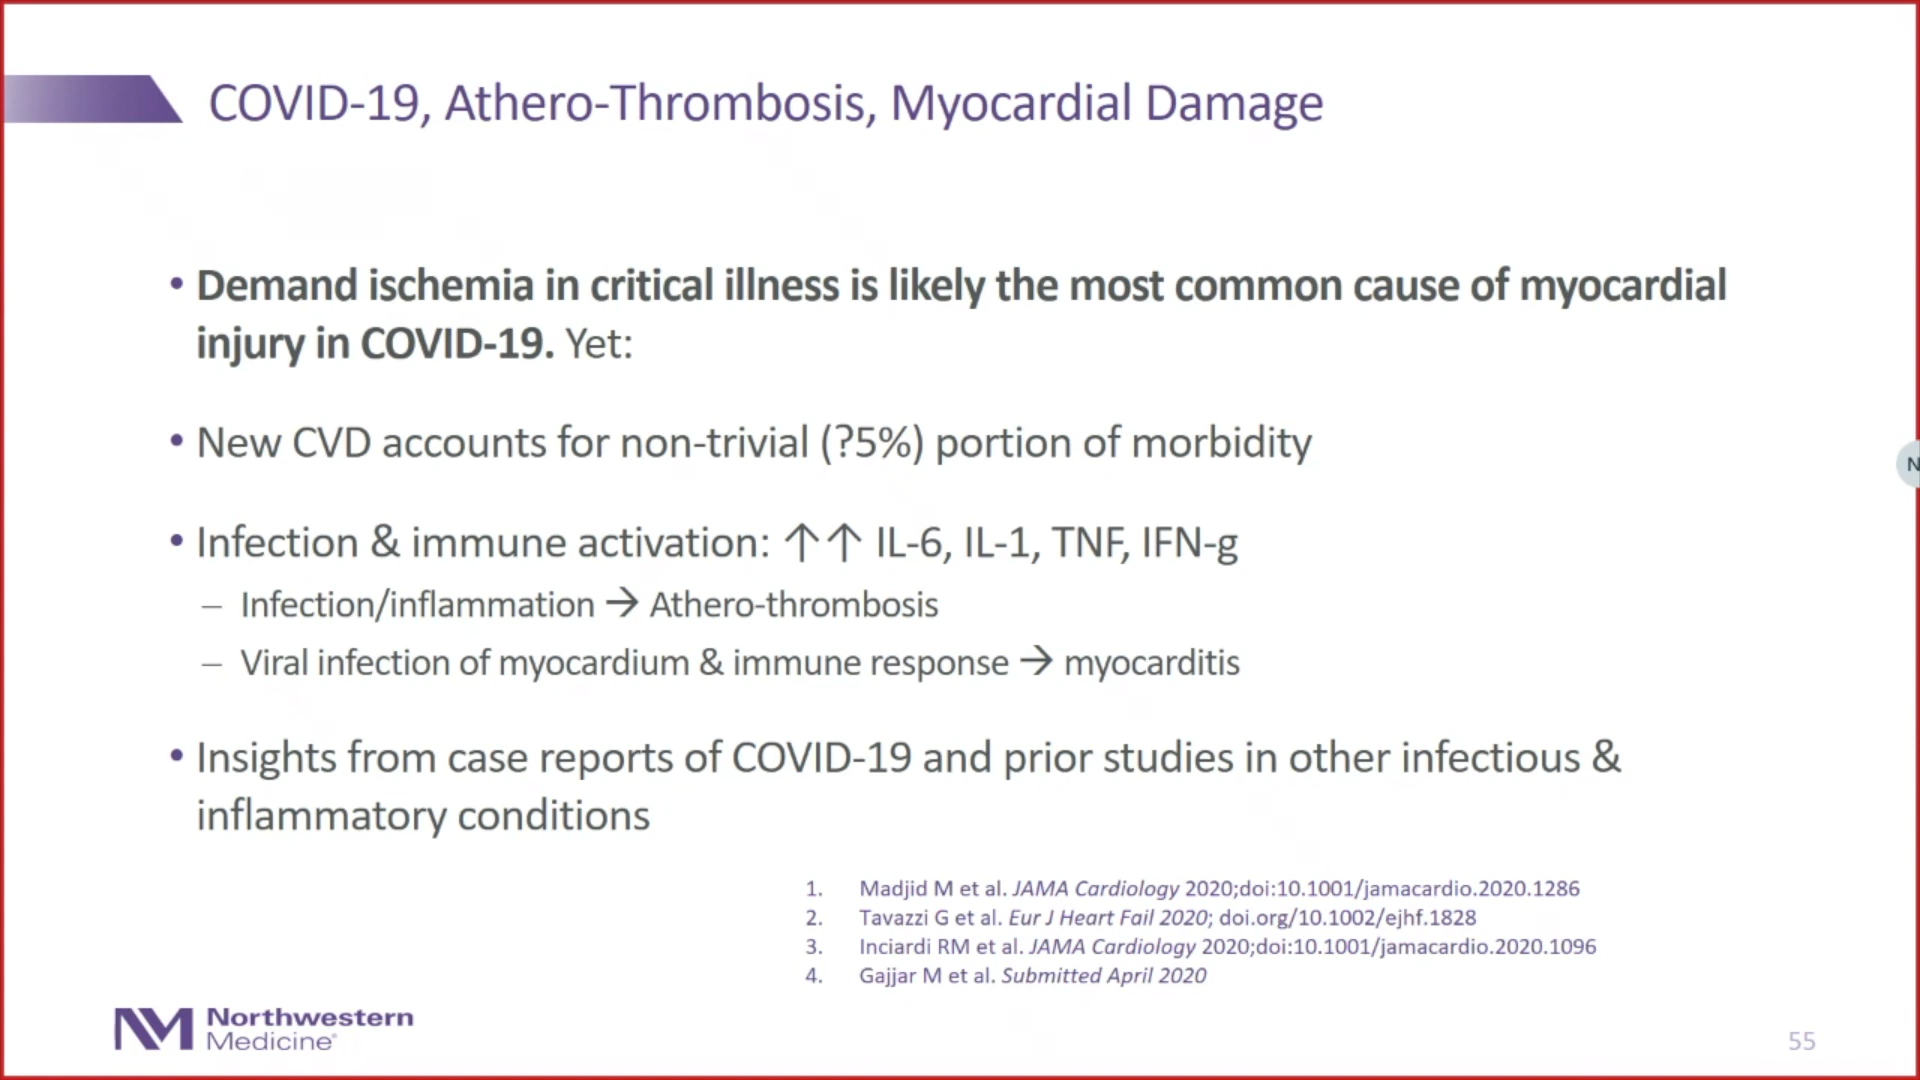 COVID-19, Athero-Thrombosis, Myocardial Damage
• Demand ischemia in critical illness is likely the most common cause of myocardial
injury in COVID-19. Yet:
• New CVD accounts for non-trivial (?5%) portion of morbidity
• Infection & immune activation: ↑↑ IL-6, IL-1, TNF, IFN-g
– Infection/inflammation → Athero-thrombosis
– Viral infection of myocardium & immune response → myocarditis
• Insights from case reports of COVID-19 and prior studies in other infectious &
inflammatory conditions
1. Madjid M et al. JAMA Cardiology 2020;doi:10.1001/jamacardio.2020.1286
2. Tavazzi G et al. Eur J Heart Fail 2020; doi.org/10.1002/ejhf.1828
3. Inciardi RM et al. JAMA Cardiology 2020;doi:10.1001/jamacardio.2020.1096
4. Gajjar M et al. Submitted April 2020
NM Northwestern
Medicine®
55
N